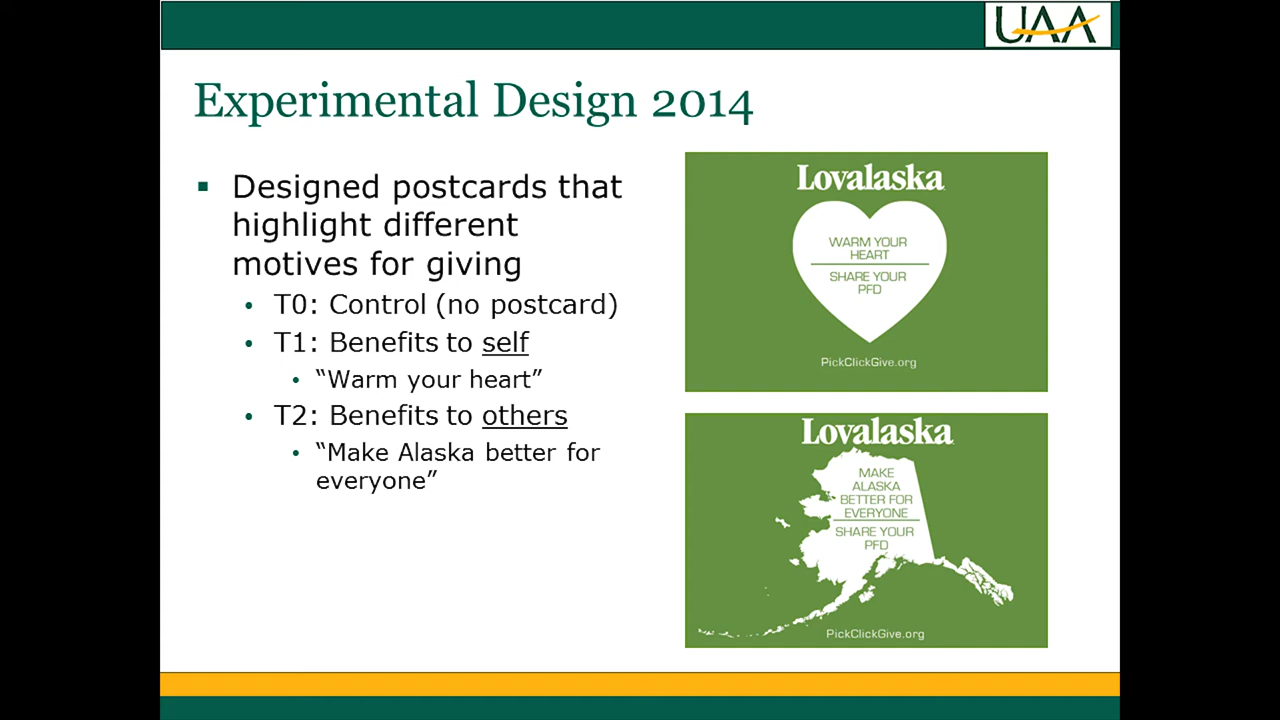 UAA
Experimental Design 2014
▪ Designed postcards that
highlight different
motives for giving
• T0: Control (no postcard)
• T1: Benefits to self
• “Warm your heart”
• T2: Benefits to others
• “Make Alaska better for
everyone”
Lovalaska
WARM YOUR
HEART
SHARE YOUR
PFD
PickClickGive.org
Lovalaska
MAKE
ALASKA
BETTER FOR
EVERYONE
SHARE YOUR
PFD
PickClickGive.org